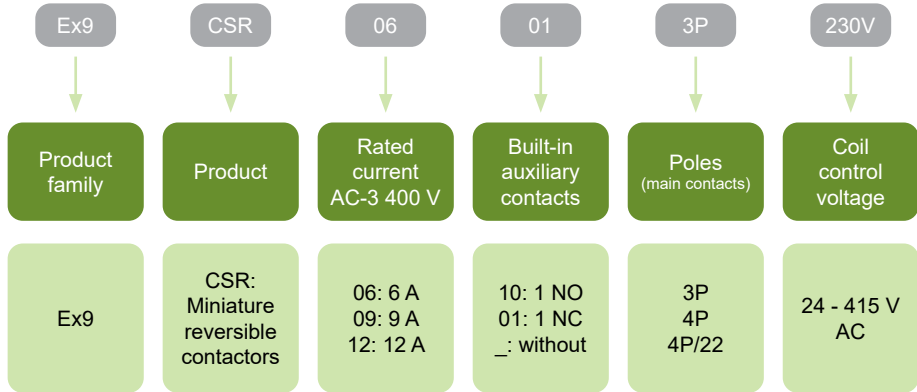 Ex9
CSR
06
01
3P
230V
Product
family
Product
Rated
current
AC-3 400 V
Built-in
auxiliary
contacts
Poles
(main contacts)
Coil
control
voltage
Ex9
CSR:
Miniature
reversible
contactors
06: 6 A
09: 9 A
12: 12 A
10: 1 NO
01: 1 NC
_: without
3P
4P
4P/22
24 - 415 V
AC